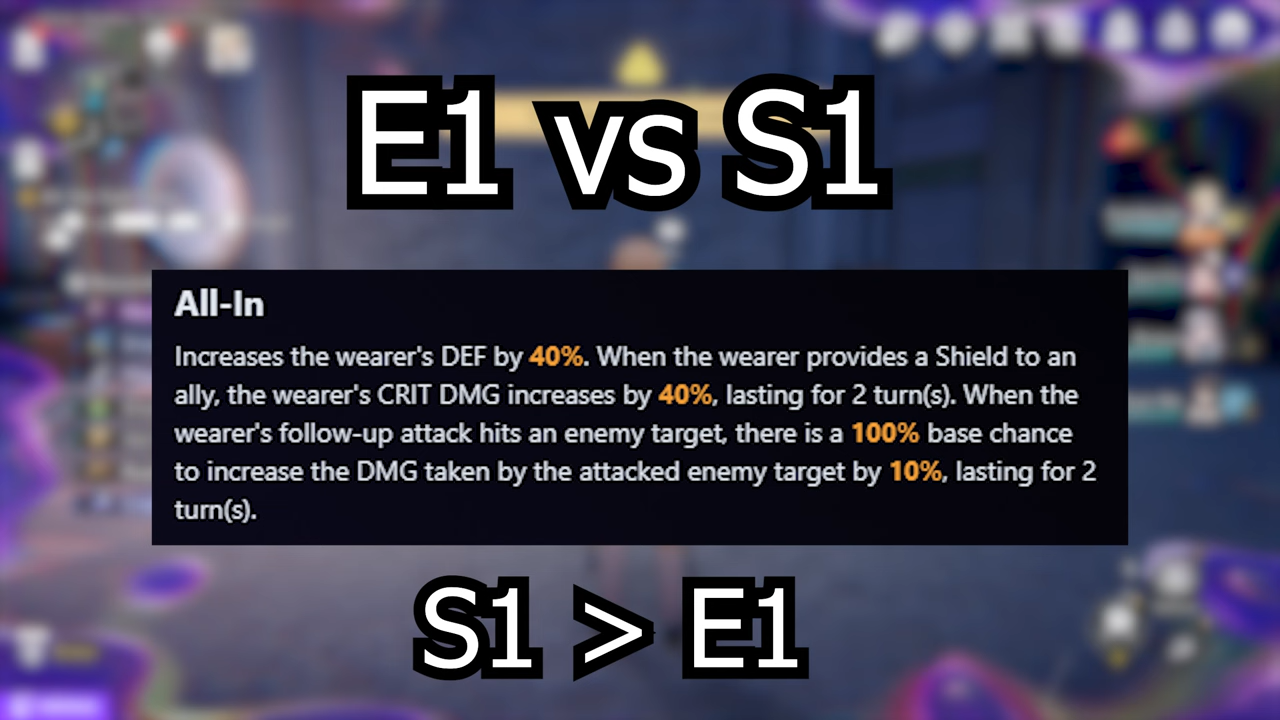 E1 vs S1
All-In
Increases the wearer's DEF by 40%. When the wearer provides a Shield to an
ally, the wearer's CRIT DMG increases by 40%, lasting for 2 turn(s). When the
wearer's follow-up attack hits an enemy target, there is a 100% base chance
to increase the DMG taken by the attacked enemy target by 10%, lasting for 2
turn(s).
S1 > E1